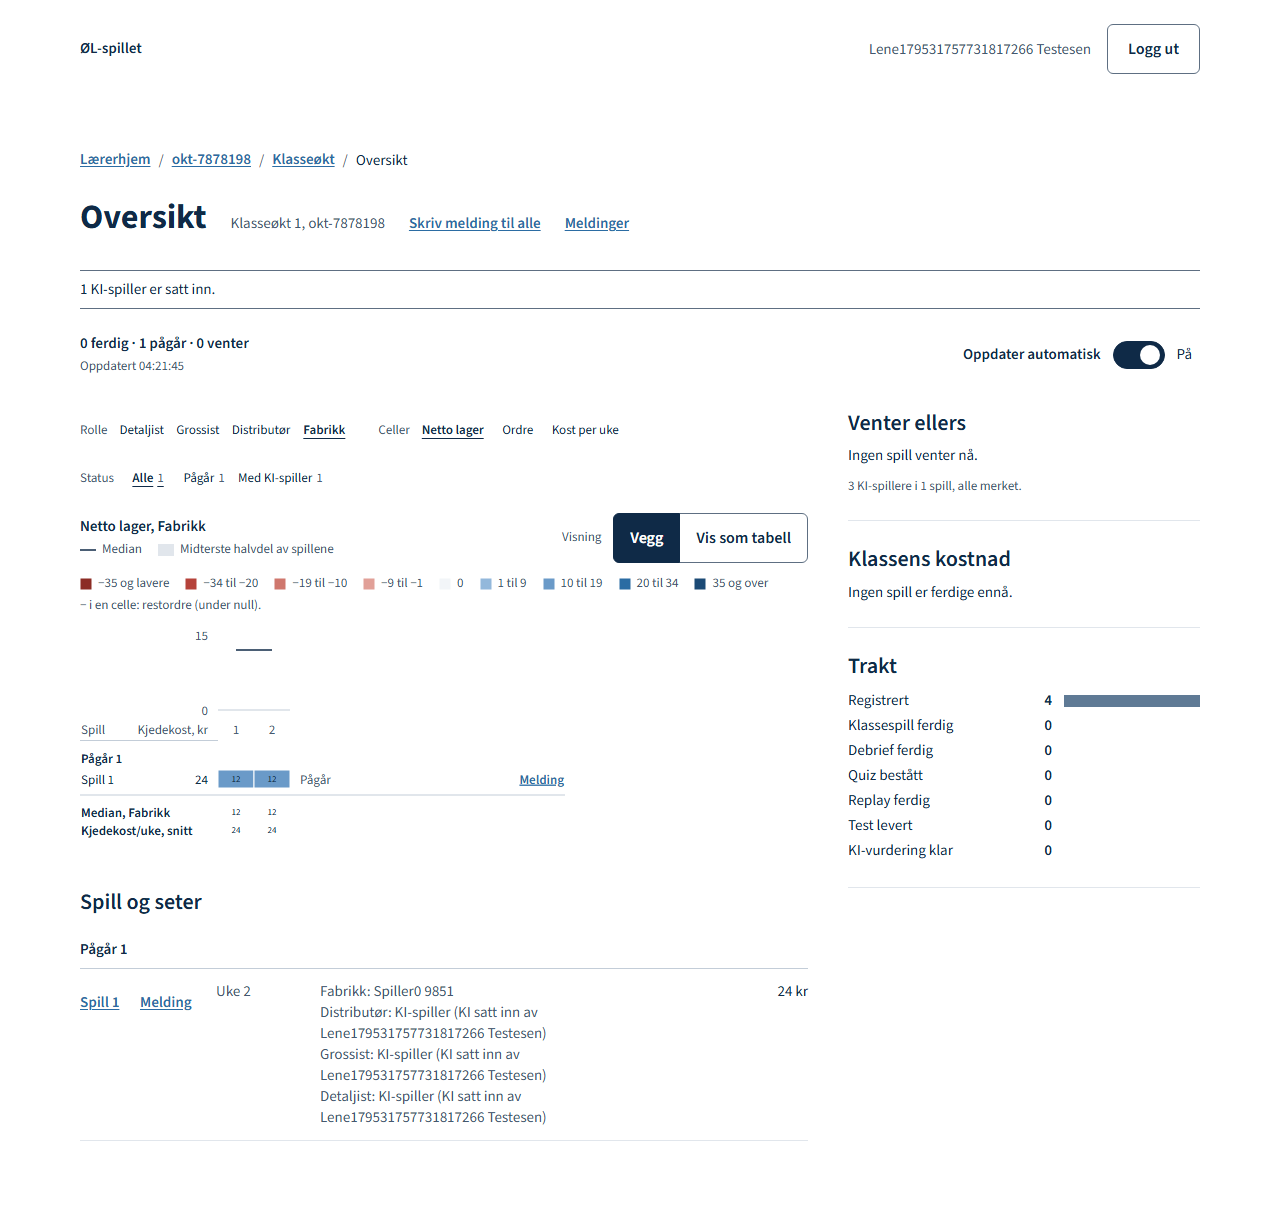 ØL-spillet
Lene179531757731817266 Testesen
Logg ut
Lærerhjem / okt-7878198 / Klasseøkt / Oversikt
Oversikt
Klasseøkt 1, okt-7878198
Skriv melding til alle
Meldinger
1 KI-spiller er satt inn.
0 ferdig · 1 pågår · 0 venter
Oppdatert 04:21:45
Oppdater automatisk
På
Rolle Detaljist Grossist Distributør Fabrikk
Celler Netto lager Ordre Kost per uke
Status Alle 1 Pågår 1 Med KI-spiller 1
Netto lager, Fabrikk
Median
Midterste halvdel av spillene
Visning
Vegg
Vis som tabell
−35 og lavere
−34 til −20
−19 til −10
−9 til −1
0
1 til 9
10 til 19
20 til 34
35 og over
− i en celle: restordre (under null).
15
0
Spill Kjedekost, kr 1 2
Pågår 1
Spill 1 24 12 12 Pågår Melding
Median, Fabrikk 12 12
Kjedekost/uke, snitt 24 24
Spill og seter
Pågår 1
Spill 1 Melding
Uke 2
Fabrikk: Spiller0 9851
Distributør: KI-spiller (KI satt inn av
Lene179531757731817266 Testesen)
Grossist: KI-spiller (KI satt inn av
Lene179531757731817266 Testesen)
Detaljist: KI-spiller (KI satt inn av
Lene179531757731817266 Testesen)
24 kr
Venter ellers
Ingen spill venter nå.
3 KI-spillere i 1 spill, alle merket.
Klassens kostnad
Ingen spill er ferdige ennå.
Trakt
Registrert 4
Klassespill ferdig 0
Debrief ferdig 0
Quiz bestått 0
Replay ferdig 0
Test levert 0
KI-vurdering klar 0